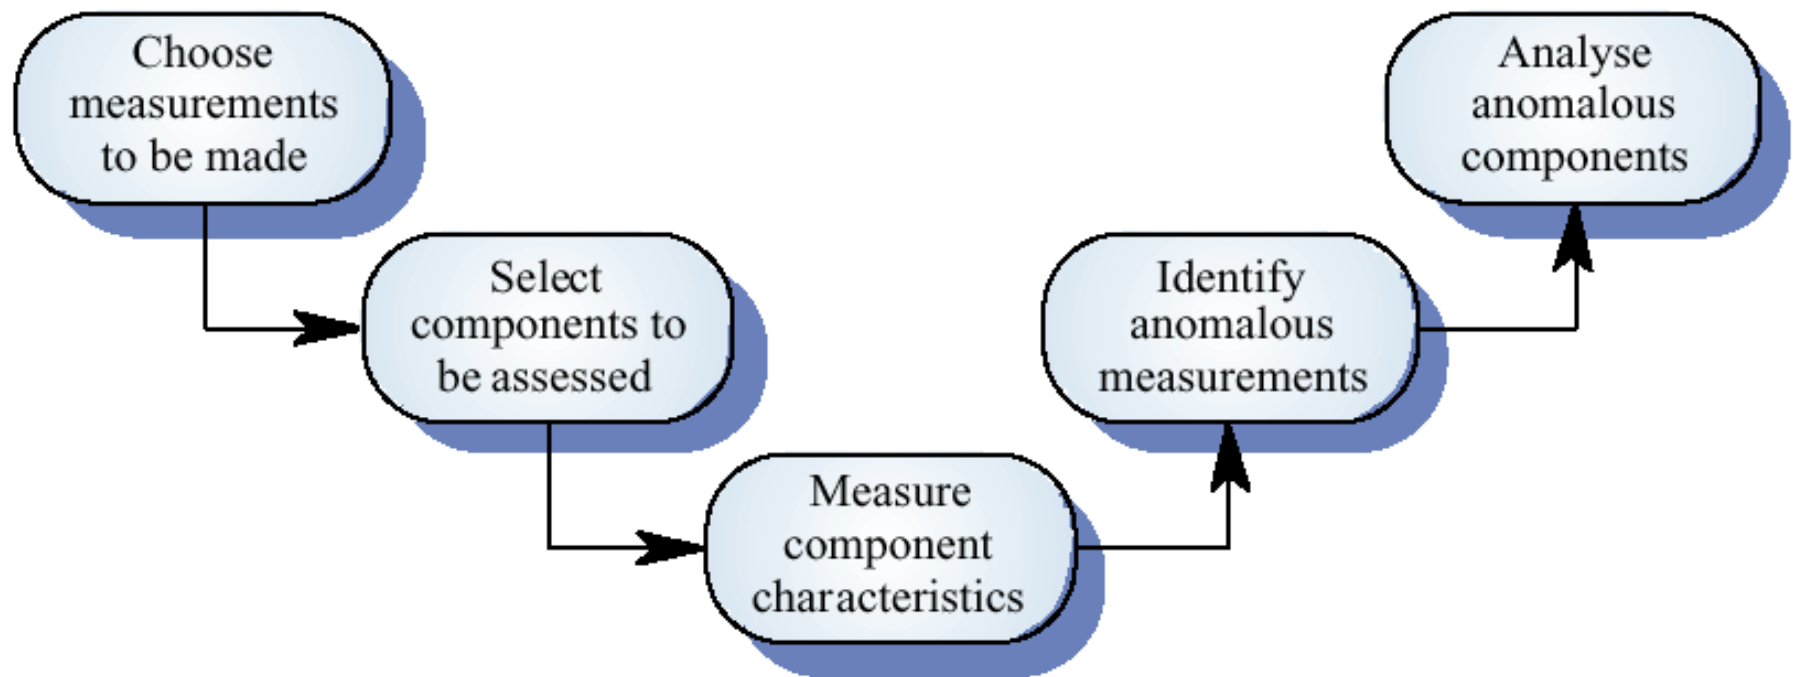 Choose
measurements
to be made
Select
components to
be assessed
Measure
component
characteristics
Identify
anomalous
measurements
Analyse
anomalous
components